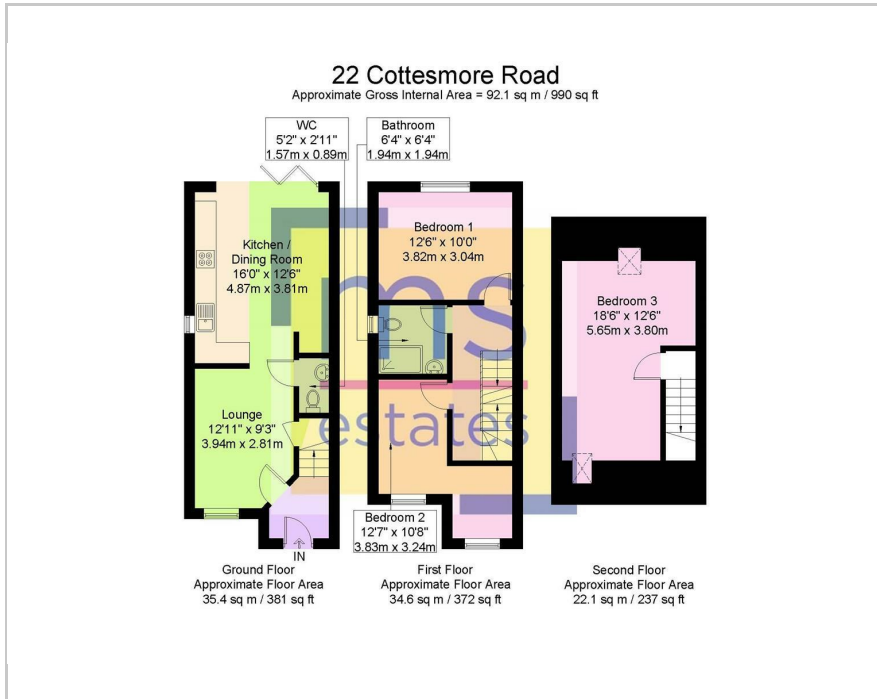 22 Cottesmore Road
Approximate Gross Internal Area = 92.1 sq m / 990 sq ft
WC
5'2" x 2'11"
1.57m x 0.89m
Bathroom
6'4" x 6'4"
1.94m x 1.94m
Kitchen /
Dining Room
16'0" x 12'6"
4.87m x 3.81m
Lounge
12'11" x 9'3"
3.94m x 2.81m
IN
Ground Floor
Approximate Floor Area
35.4 sq m / 381 sq ft
Bedroom 1
12'6" x 10'0"
3.82m x 3.04m
Bedroom 2
12'7" x 10'8"
3.83m x 3.24m
First Floor
Approximate Floor Area
34.6 sq m / 372 sq ft
Bedroom 3
18'6" x 12'6"
5.65m x 3.80m
Second Floor
Approximate Floor Area
22.1 sq m / 237 sq ft
ms
estates